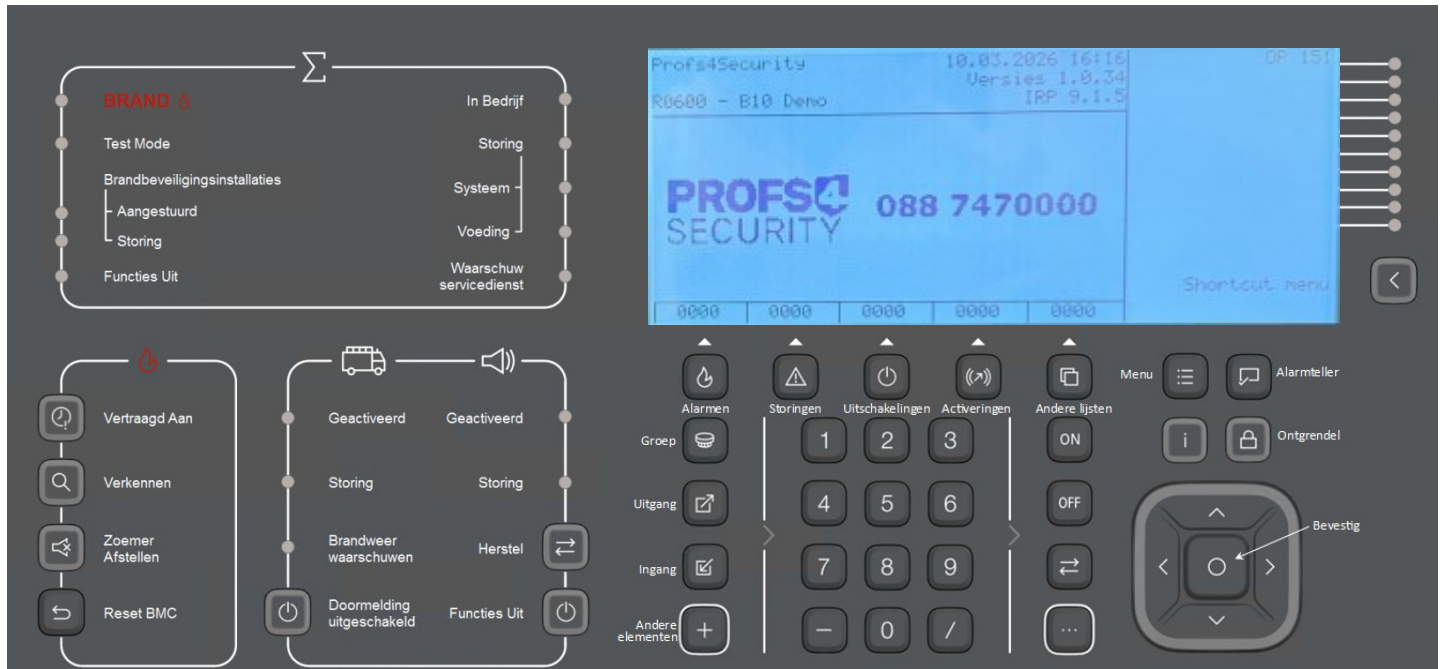 BRAND
Test Mode
Brandbeveiligingsinstallaties
Aangestuurd
Storing
Functies Uit
In Bedrijf
Storing
Systeem
Voeding
Waarschuw
servicedienst
Profs4Security
10.03.2026 16:16
Versies 1.0.34
R0600 - B10 Demo
IRP 9.1.5
OP 151
PROFS4
SECURITY
088 7470000
Shortcut menu
0000 0000 0000 0000 0000
Vertraagd Aan
Verkennen
Zoemer
Afstellen
Reset BMC
Geactiveerd
Storing
Brandweer
waarschuwen
Doormelding
uitgeschakeld
Geactiveerd
Storing
Herstel
Functies Uit
Alarmen
Storingen
Uitschakelingen
Activeringen
Andere lijsten
Groep
Uitgang
Ingang
Andere
elementen
1 2 3
4 5 6
7 8 9
– 0 /
ON
OFF
Menu
Alarmteller
i
Ontgrendel
Bevestig